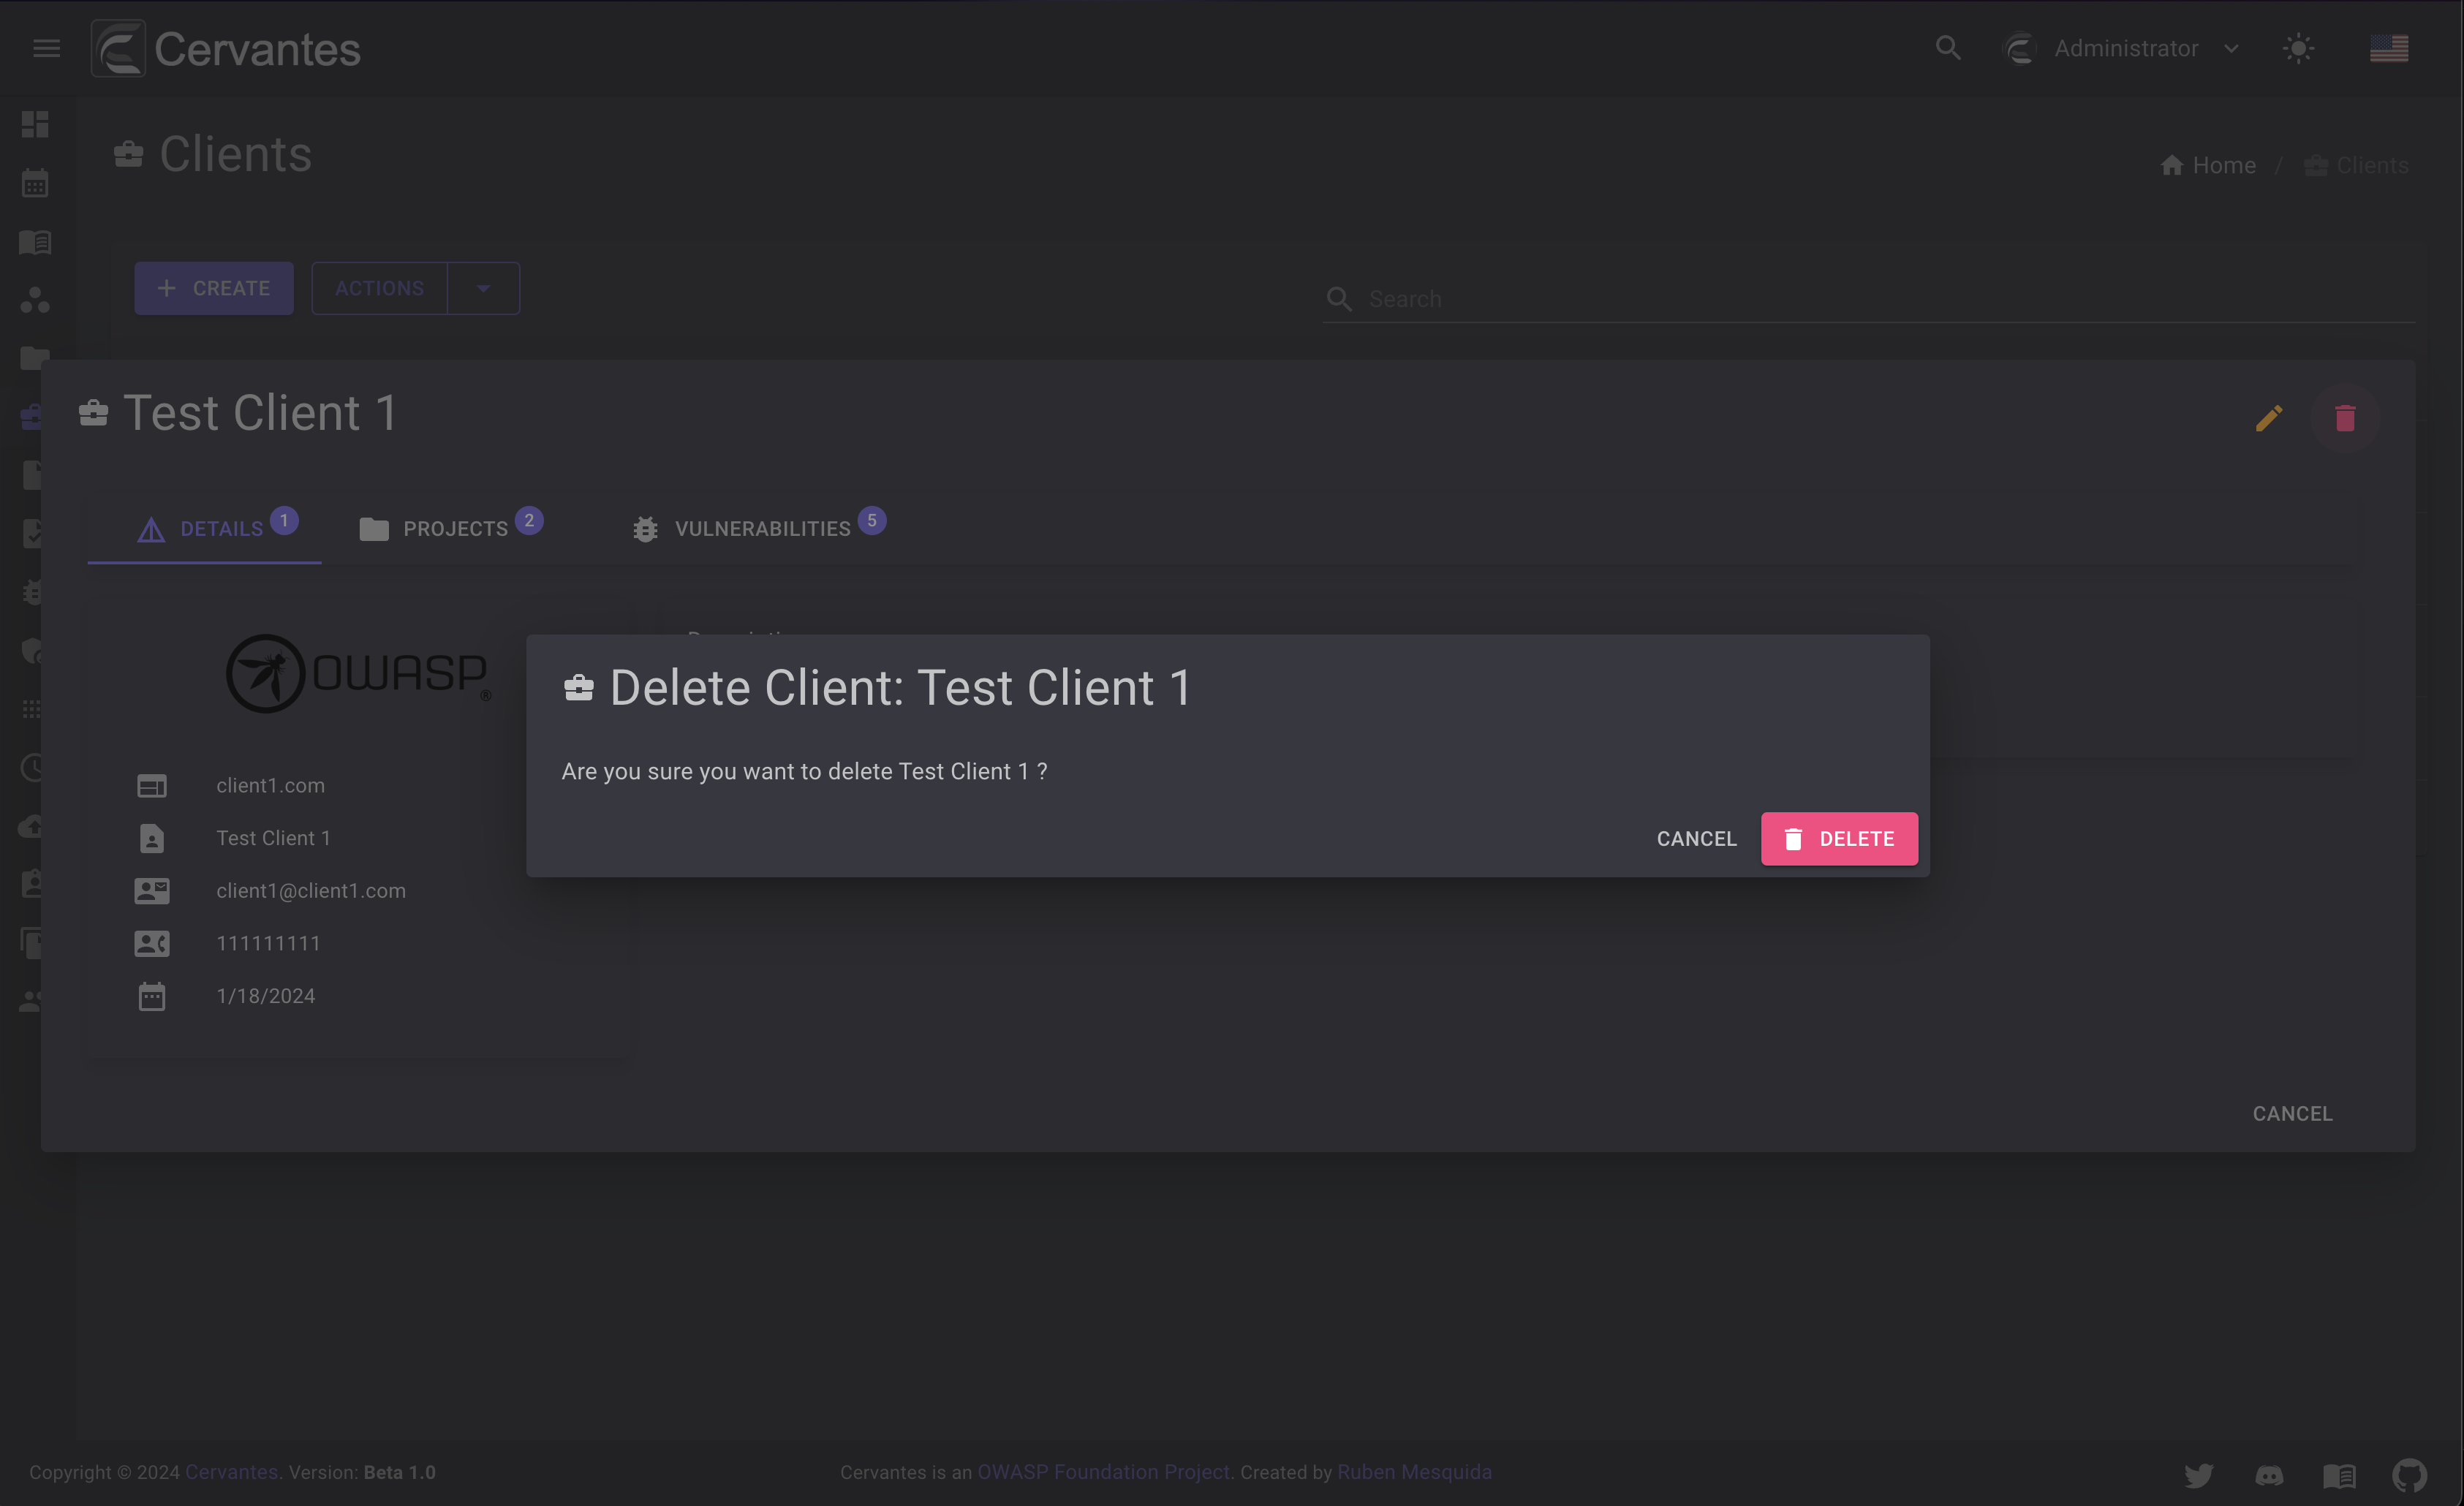 Cervantes
Administrator
Clients
Home / Clients
CREATE
ACTIONS
Search
Test Client 1
DETAILS 1
PROJECTS 2
VULNERABILITIES 5
OWASP®
Delete Client: Test Client 1
Are you sure you want to delete Test Client 1 ?
CANCEL
DELETE
client1.com
Test Client 1
client1@client1.com
111111111
1/18/2024
CANCEL
Copyright © 2024 Cervantes. Version: Beta 1.0
Cervantes is an OWASP Foundation Project. Created by Ruben Mesquida